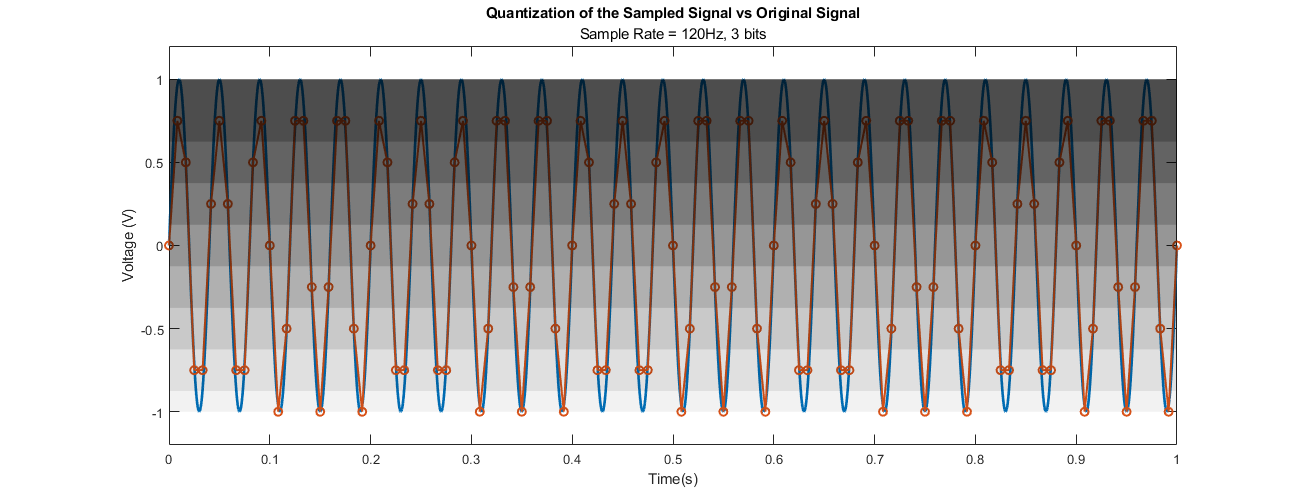 Quantization of the Sampled Signal vs Original Signal
Sample Rate = 120Hz, 3 bits
1
0.5
0
-0.5
-1
Voltage (V)
0 0.1 0.2 0.3 0.4 0.5 0.6 0.7 0.8 0.9 1
Time(s)